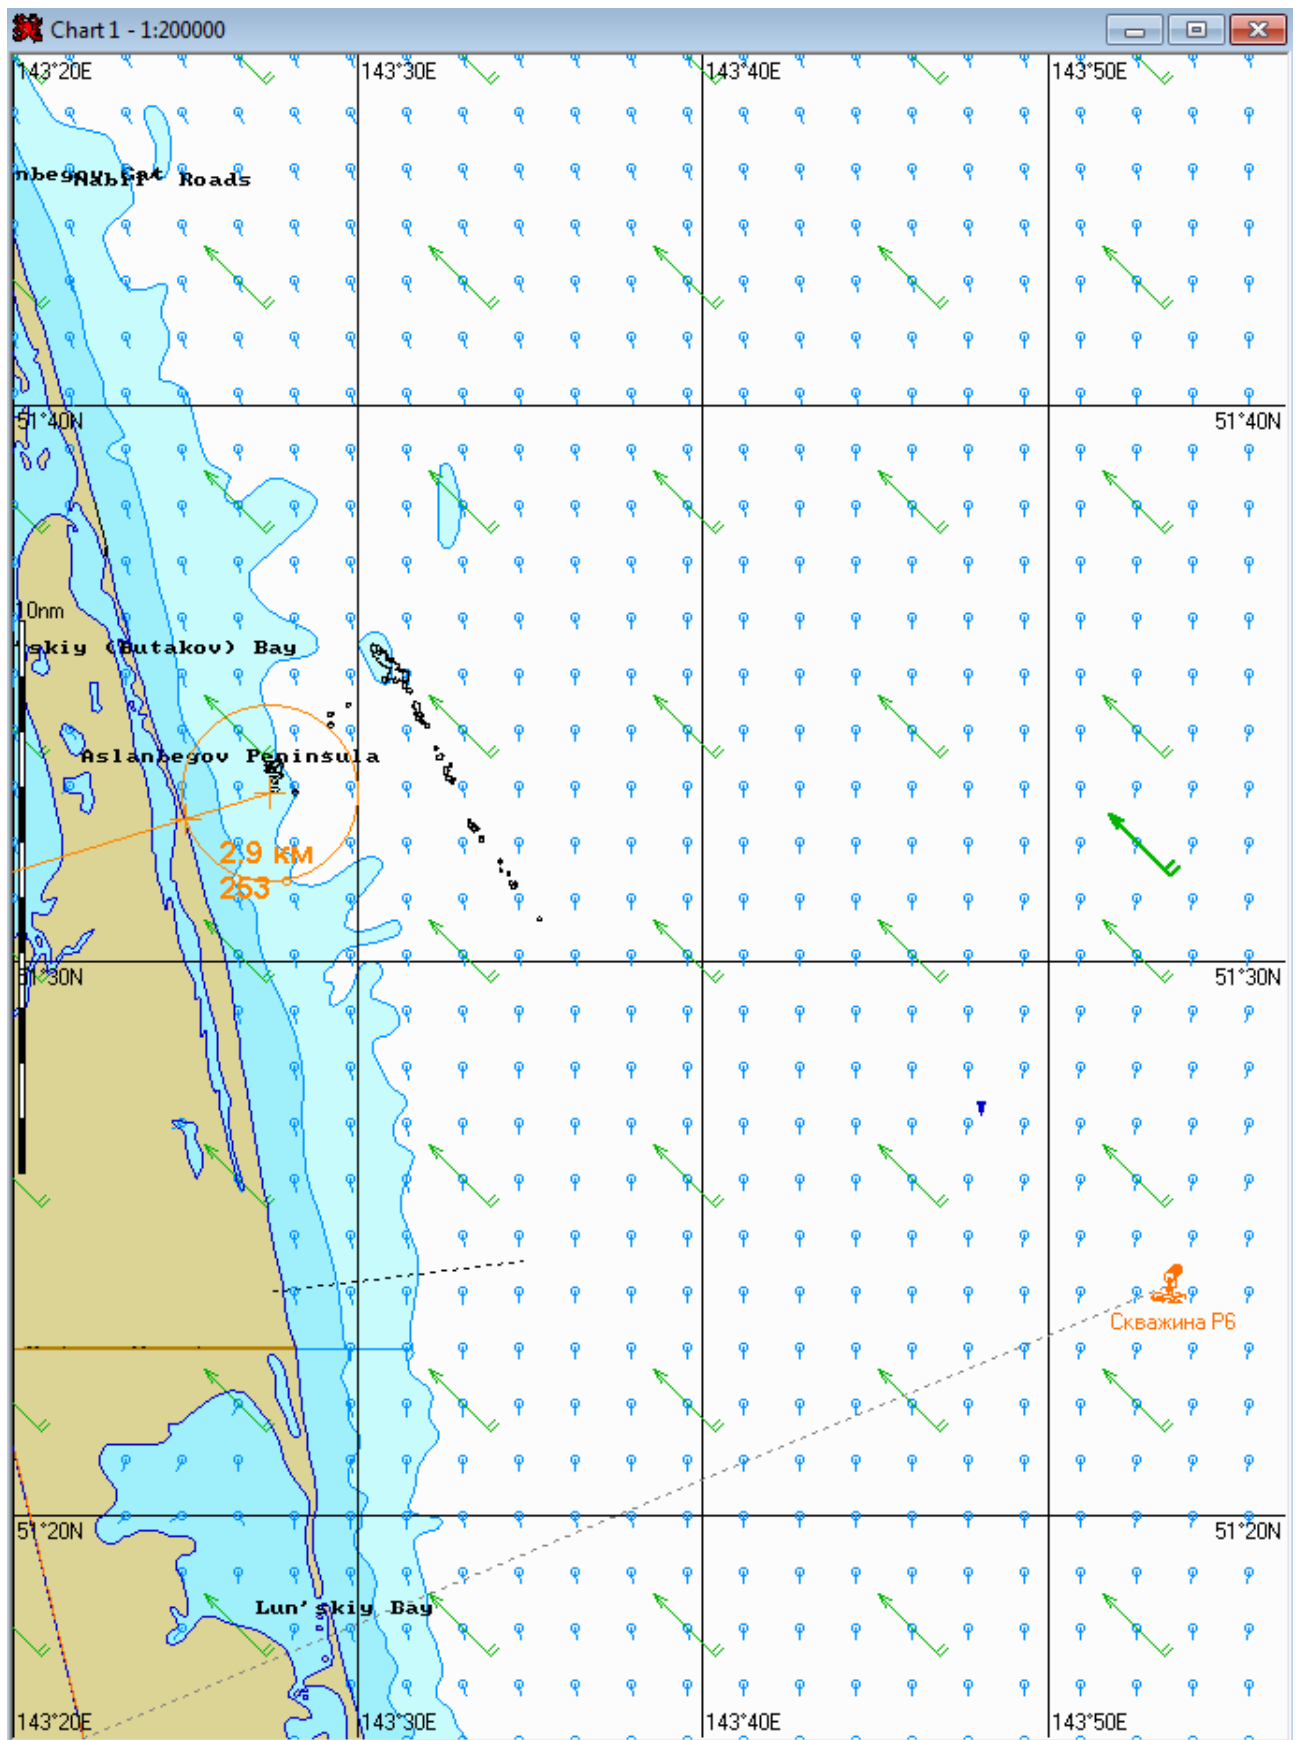 Chart 1 - 1:200000
143°20E 143°30E 143°40E 143°50E
Roads
51°40N 51°40N
10nm
'skiy (Butakov) Bay
Aslanbegov Peninsula
2.9 км
253
51°30N 51°30N
Скважина P6
51°20N 51°20N
Lun'skiy Bay
143°20E 143°30E 143°40E 143°50E